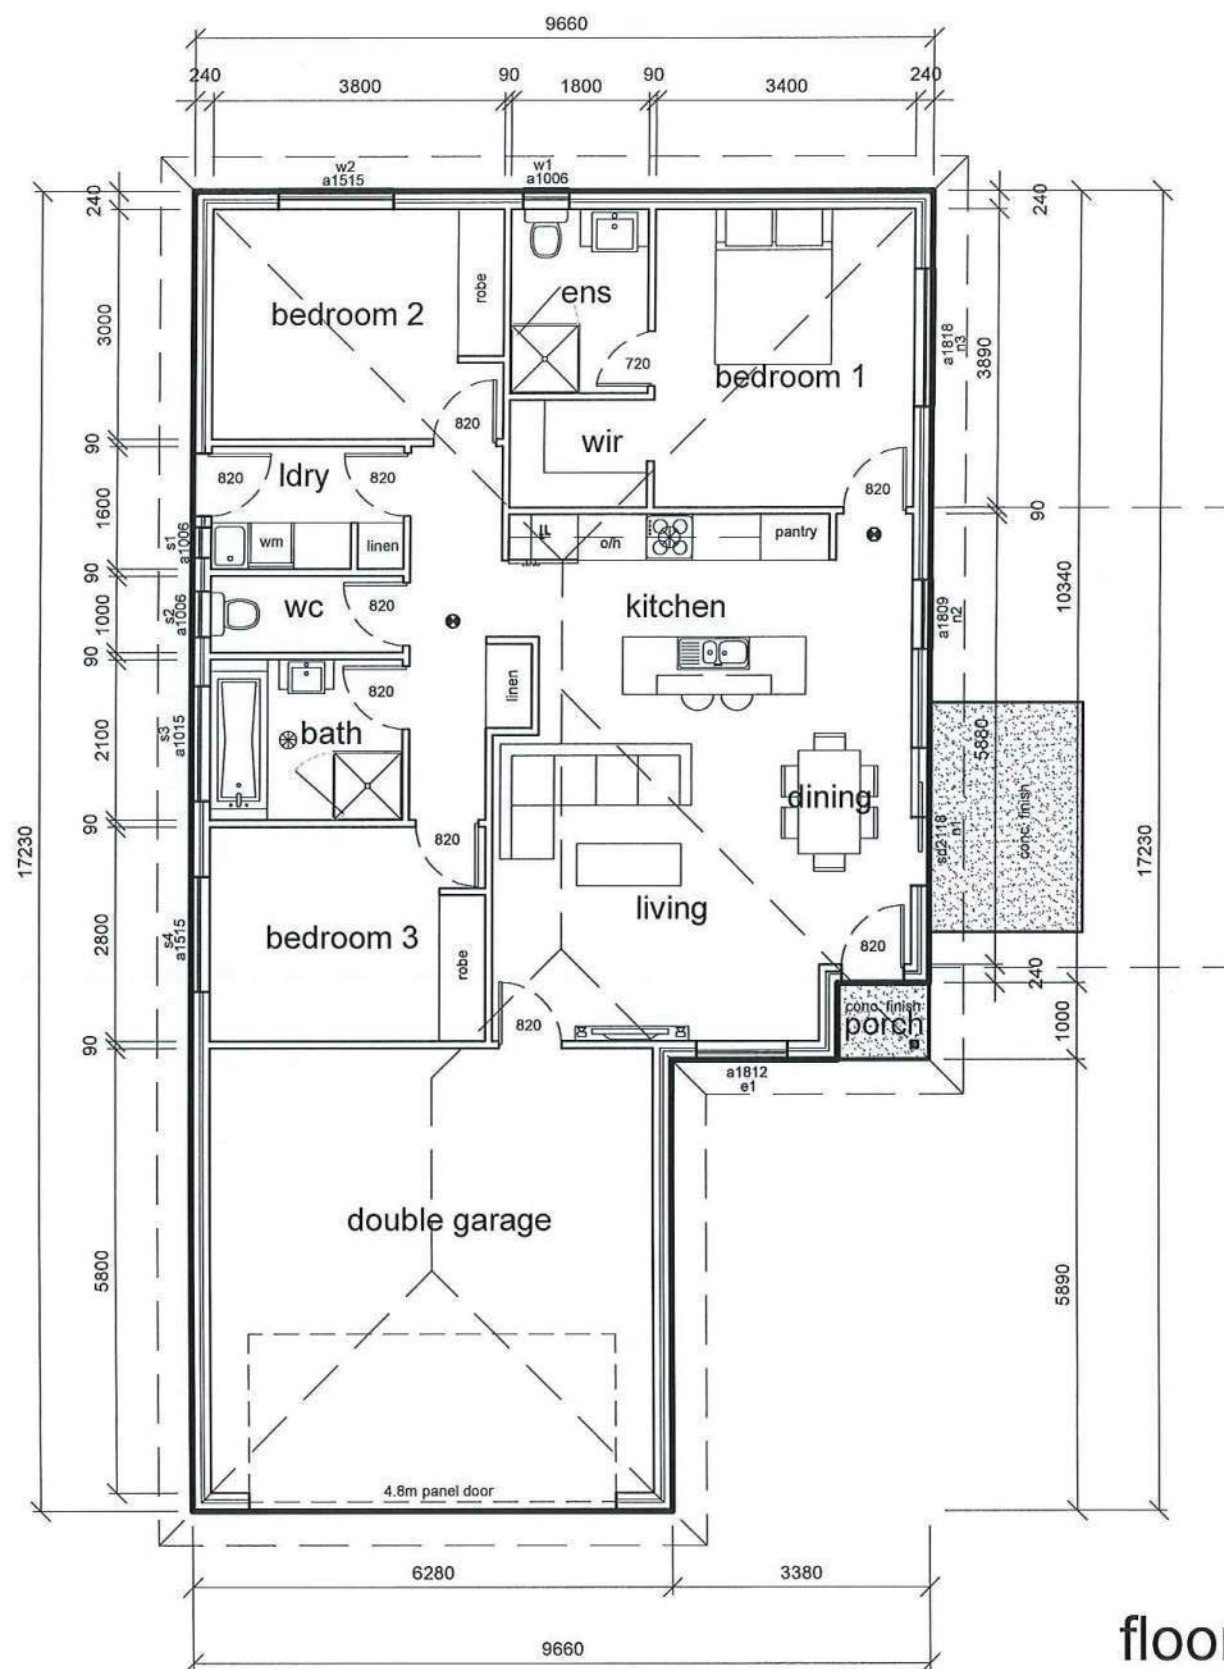 9660
240
3800
90
1800
90
3400
240
w2
a1515
w1
a1006
240
3000
90
1600
90
1000
90
2100
90
2800
90
5800
17230
240
3890
90
5880
240
10340
1000
5890
17230
bedroom 2
robe
ens
720
bedroom 1
a1818
n3
820
wir
820
820
ldry
820
820
wm
linen
s1
a1006
o/h
pantry
wc
820
s2
a1006
kitchen
a1809
n2
linen
820
bath
s3
a1015
dining
conc. finish
sd2118
n1
820
living
bedroom 3
robe
s4
a1515
820
820
conc. finish
porch
a1812
e1
double garage
4.8m panel door
6280
3380
9660
floor